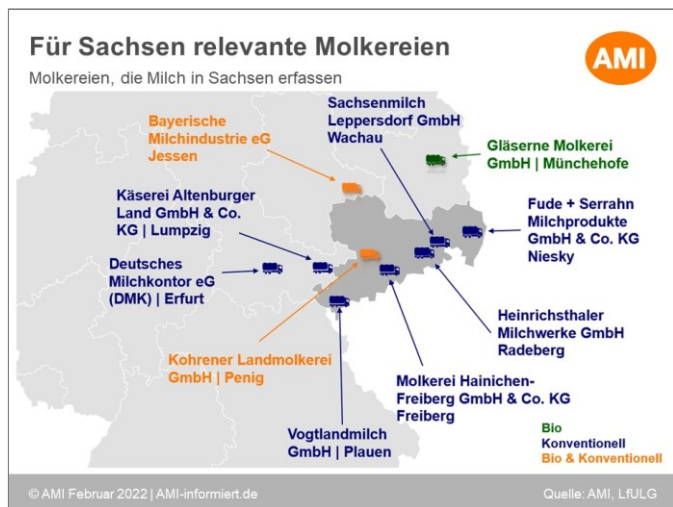 Für Sachsen relevante Molkereien
Molkereien, die Milch in Sachsen erfassen
AMI
Sachsenmilch
Leppersdorf GmbH
Wachau
Bayerische
Milchindustrie eG
Jessen
Gläserne Molkerei
GmbH | Münchehofe
Käserei Altenburger
Land GmbH & Co.
KG | Lumpzig
Fude + Serrahn
Milchprodukte
GmbH & Co. KG
Niesky
Deutsches
Milchkontor eG
(DMK) | Erfurt
Heinrichsthaler
Milchwerke GmbH
Radeberg
Kohrener Landmolkerei
GmbH | Penig
Molkerei Hainichen-
Freiberg GmbH & Co. KG
Freiberg
Vogtlandmilch
GmbH | Plauen
Bio
Konventionell
Bio & Konventionell
© AMI Februar 2022 | AMI-informiert.de
Quelle: AMI, LfULG